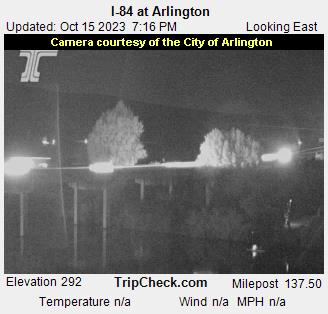 I-84 at Arlington
Updated: Oct 15 2023 7:16 PM Looking East
Camera courtesy of the City of Arlington
Elevation 292 TripCheck.com Milepost 137.50
Temperature n/a Wind n/a MPH n/a